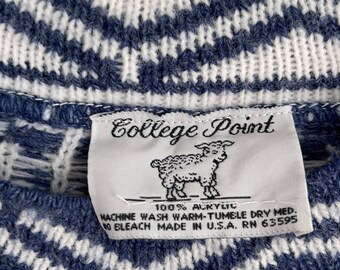 College Point
100% ACRYLIC
MACHINE WASH WARM-TUMBLE DRY MED.
NO BLEACH MADE IN U.S.A. RN 63595